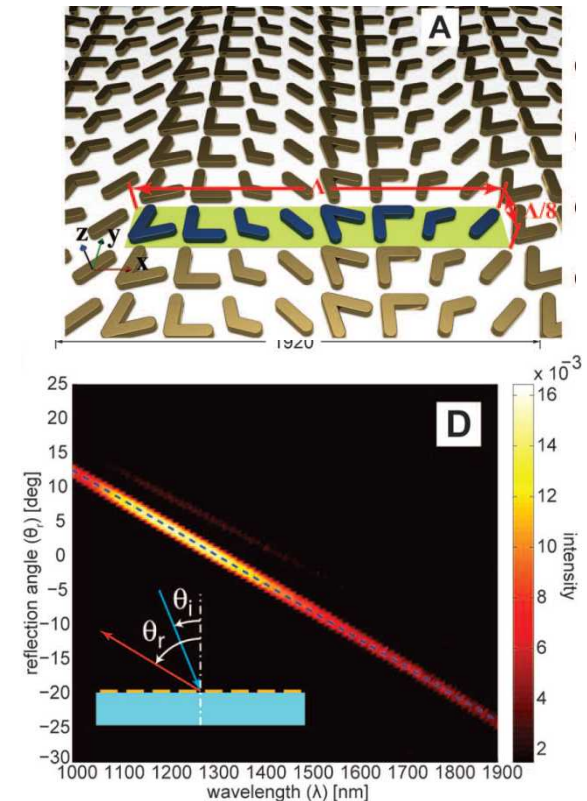 A
Λ
Λ/8
z y
x
1920
25
20
15
10
5
0
−5
−10
−15
−20
−25
−30
reflection angle (θr) [deg]
D
θi
θr
1000 1100 1200 1300 1400 1500 1600 1700 1800 1900
wavelength (λ) [nm]
x 10−3
16
14
12
10
8
6
4
2
intensity